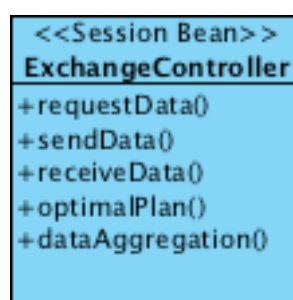 <<Session Bean>>
ExchangeController
+requestData()
+sendData()
+receiveData()
+optimalPlan()
+dataAggregation()